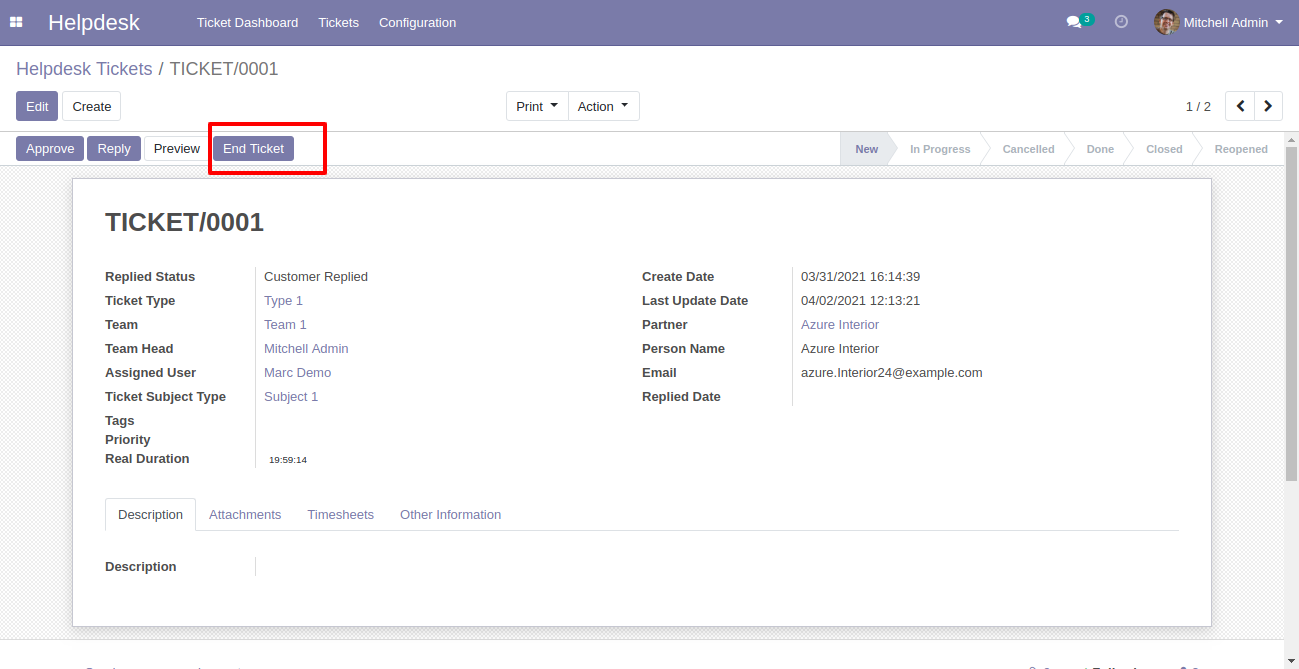 Helpdesk Ticket Dashboard Tickets Configuration 3 Mitchell Admin
Helpdesk Tickets / TICKET/0001
Edit Create Print Action 1 / 2
Approve Reply Preview End Ticket New In Progress Cancelled Done Closed Reopened
TICKET/0001
Replied Status Customer Replied Create Date 03/31/2021 16:14:39
Ticket Type Type 1 Last Update Date 04/02/2021 12:13:21
Team Team 1 Partner Azure Interior
Team Head Mitchell Admin Person Name Azure Interior
Assigned User Marc Demo Email azure.Interior24@example.com
Ticket Subject Type Subject 1 Replied Date
Tags
Priority
Real Duration 19:59:14
Description Attachments Timesheets Other Information
Description